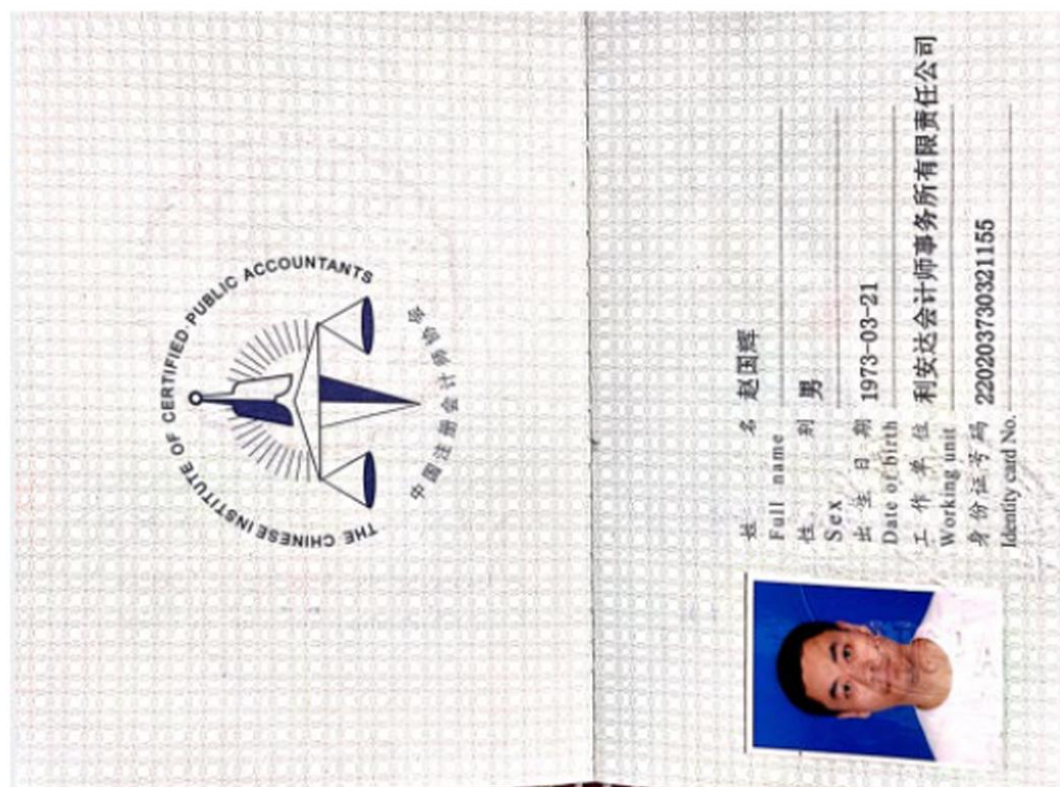 THE CHINESE INSTITUTE OF CERTIFIED PUBLIC ACCOUNTANTS
中国注册会计师协会
姓 名 赵国辉
Full name
性 别 男
Sex
出 生 日 期 1973-03-21
Date of birth
工 作 单 位 利安达会计师事务所有限责任公司
Working unit
身 份 证 号 码 220203730321155
Identity card No.